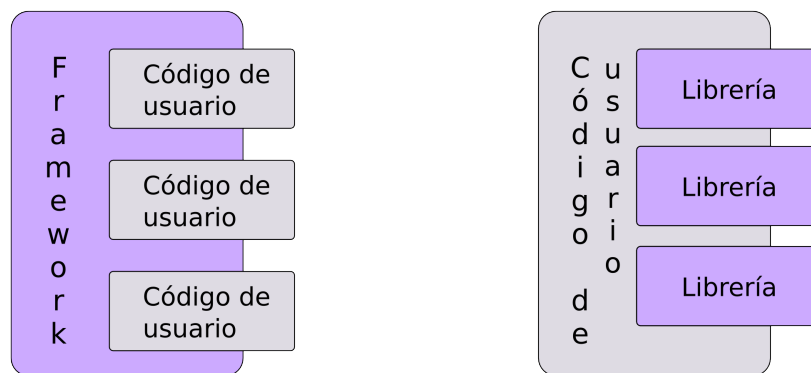 Framework
Código de
usuario
Código de
usuario
Código de
usuario
Código de
usuario
Librería
Librería
Librería